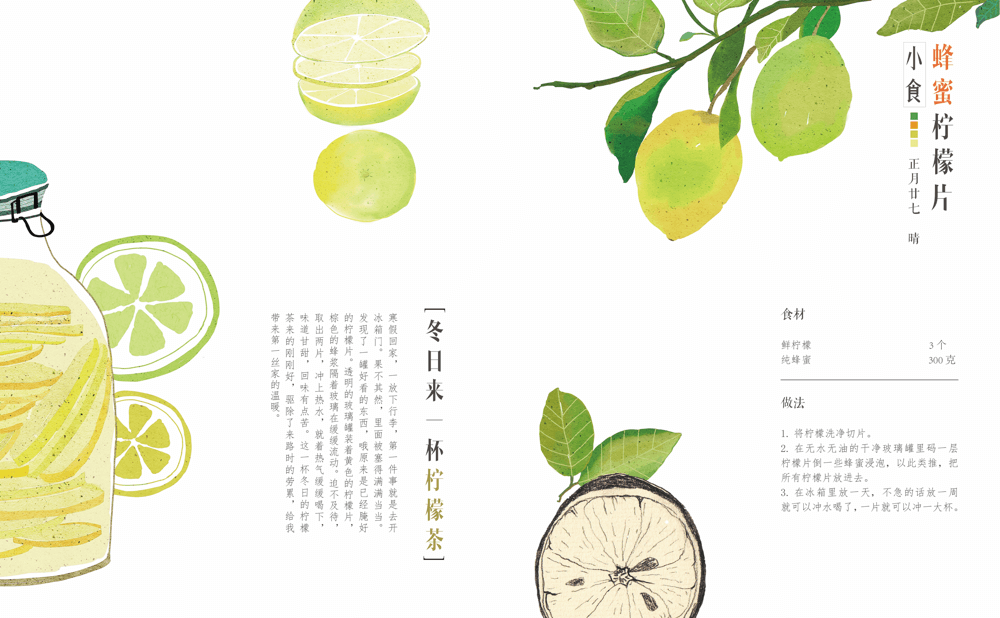 蜂蜜柠檬片
小食
正月廿七 晴
食材
鲜柠檬 3个
纯蜂蜜 300克
做法
1. 将柠檬洗净切片。
2. 在无水无油的干净玻璃罐里码一层
柠檬片倒一些蜂蜜浸泡，以此类推，把
所有柠檬片放进去。
3. 在冰箱里放一天，不急的话放一周
就可以冲水喝了，一片就可以冲一大杯。
[冬日来一杯柠檬茶]
寒假回家，一放下行李，第一件事就是去开
冰箱门。果不其然，里面被塞得满满当当。
发现了一罐好看的东西，哦原来是已经腌好
的柠檬片。透明的玻璃罐装着黄色的柠檬片，
棕色的蜂浆隔着玻璃在缓缓流动。迫不及待，
取出两片，冲上热水，就着热气，缓缓喝下，
味道甘甜，回味有点苦。这一杯冬日的柠檬
茶来的刚刚好，驱除了来路时的劳累，给我
带来第一丝家的温暖。